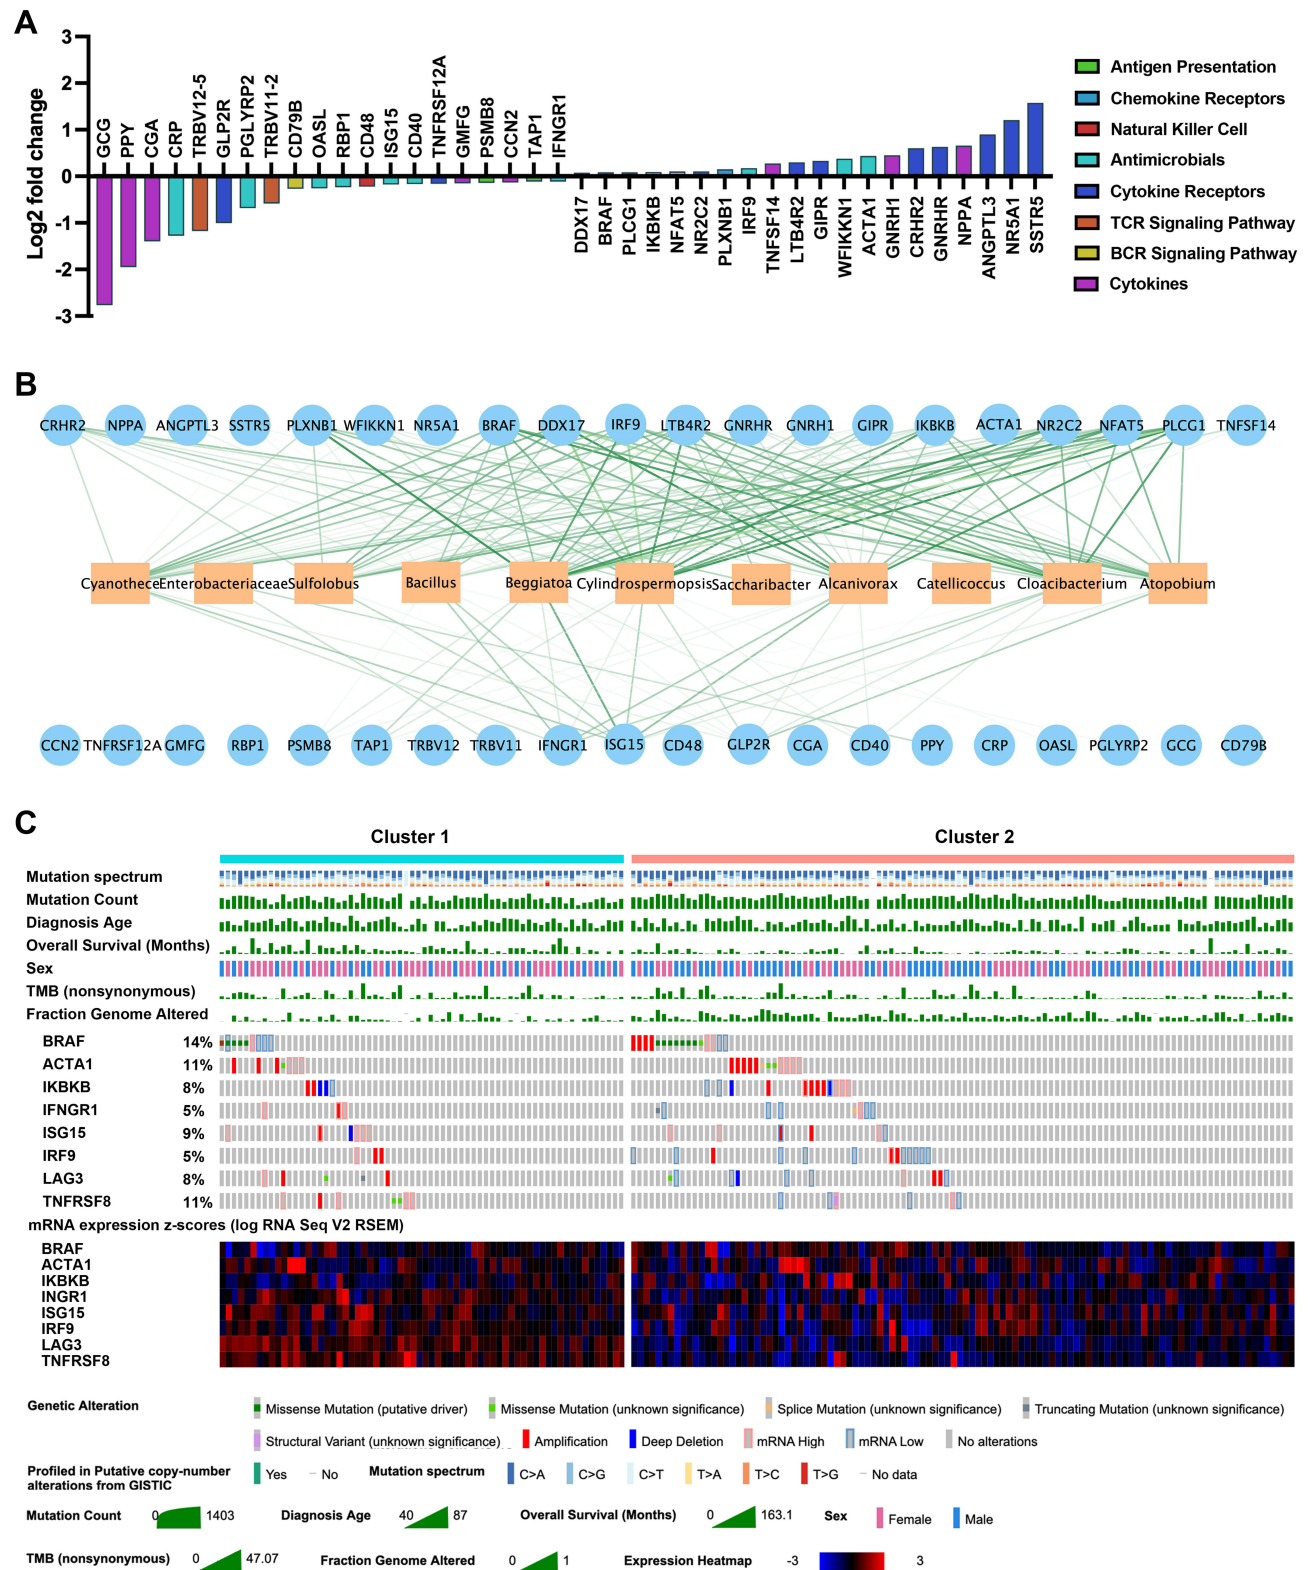 A
3
2
1
0
-1
-2
-3
Log2 fold change
GCG
PPY
CGA
CRP
TRBV12-5
GLP2R
PGLYRP2
TRBV11-2
CD79B
OASL
RBP1
CD48
ISG15
CD40
TNFRSF12A
GMFG
PSMB8
CCN2
TAP1
IFNGR1
DDX17
BRAF
PLCG1
IKBKB
NFAT5
NR2C2
PLXNB1
IRF9
TNFSF14
LTB4R2
GIPR
WFIKKN1
ACTA1
GNRH1
CRHR2
GNRHR
NPPA
ANGPTL3
NR5A1
SSTR5
Antigen Presentation
Chemokine Receptors
Natural Killer Cell
Antimicrobials
Cytokine Receptors
TCR Signaling Pathway
BCR Signaling Pathway
Cytokines
B
CRHR2 NPPA ANGPTL3 SSTR5 PLXNB1 WFIKKN1 NR5A1 BRAF DDX17 IRF9 LTB4R2 GNRHR GNRH1 GIPR IKBKB ACTA1 NR2C2 NFAT5 PLCG1 TNFSF14
Cyanothece Enterobacteriaceae Sulfolobus Bacillus Beggiatoa Cylindrospermopsis Saccharibacter Alcanivorax Catellicoccus Cloacibacterium Atopobium
CCN2 TNFRSF12A GMFG RBP1 PSMB8 TAP1 TRBV12 TRBV11 IFNGR1 ISG15 CD48 GLP2R CGA CD40 PPY CRP OASL PGLYRP2 GCG CD79B
C
Cluster 1 Cluster 2
Mutation spectrum
Mutation Count
Diagnosis Age
Overall Survival (Months)
Sex
TMB (nonsynonymous)
Fraction Genome Altered
BRAF 14%
ACTA1 11%
IKBKB 8%
IFNGR1 5%
ISG15 9%
IRF9 5%
LAG3 8%
TNFRSF8 11%
mRNA expression z-scores (log RNA Seq V2 RSEM)
BRAF
ACTA1
IKBKB
INGR1
ISG15
IRF9
LAG3
TNFRSF8
Genetic Alteration Missense Mutation (putative driver) Missense Mutation (unknown significance) Splice Mutation (unknown significance) Truncating Mutation (unknown significance)
Structural Variant (unknown significance) Amplification Deep Deletion mRNA High mRNA Low No alterations
Profiled in Putative copy-number
alterations from GISTIC
Yes – No Mutation spectrum C>A C>G C>T T>A T>C T>G – No data
Mutation Count 0 1403 Diagnosis Age 40 87 Overall Survival (Months) 0 163.1 Sex Female Male
TMB (nonsynonymous) 0 47.07 Fraction Genome Altered 0 1 Expression Heatmap -3 3